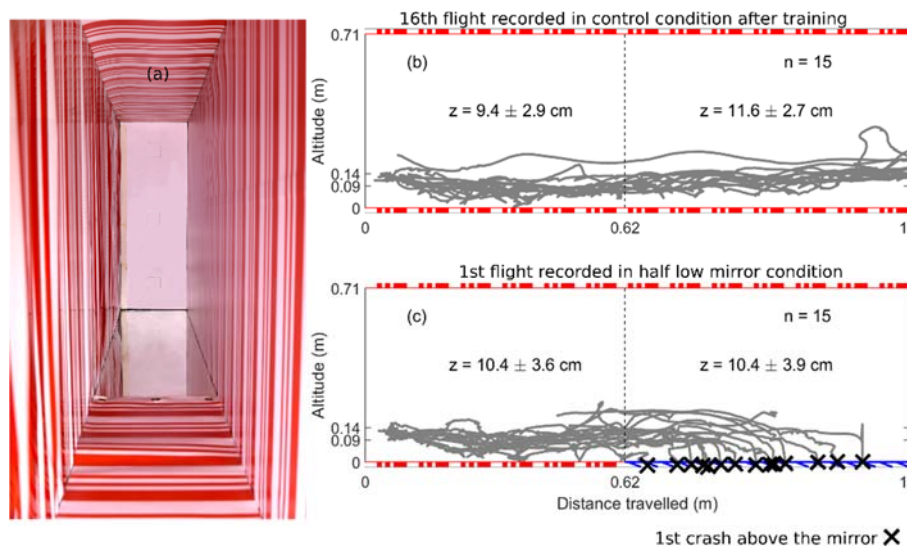 (a)
16th flight recorded in control condition after training
0.71
(b)
n = 15
z = 9.4 ± 2.9 cm
z = 11.6 ± 2.7 cm
Altitude (m)
0.14
0.09
0
0
0.62
1
1st flight recorded in half low mirror condition
0.71
(c)
n = 15
z = 10.4 ± 3.6 cm
z = 10.4 ± 3.9 cm
Altitude (m)
0.14
0.09
0
0
0.62
1
Distance travelled (m)
1st crash above the mirror ×